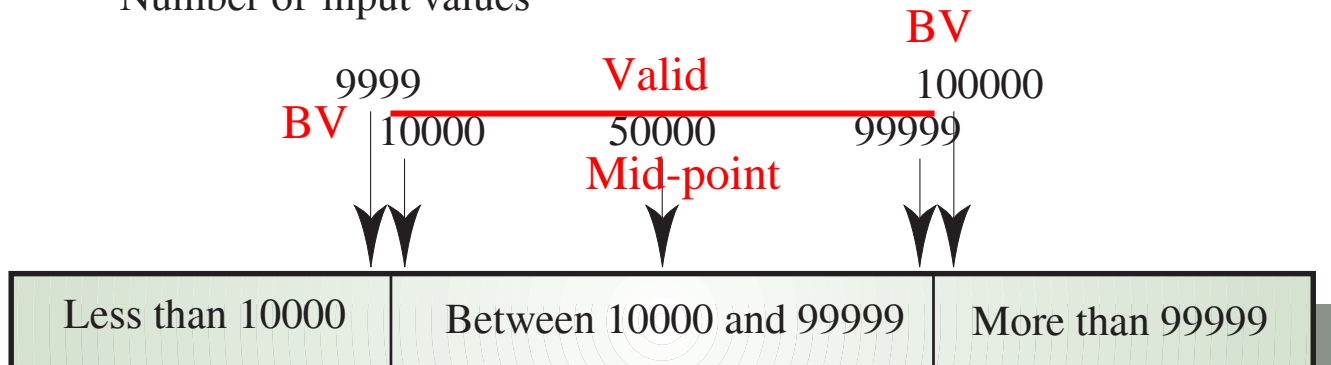 Number of input values
BV
9999 Valid 100000
BV 10000 50000 99999
Mid-point
Less than 10000 Between 10000 and 99999 More than 99999